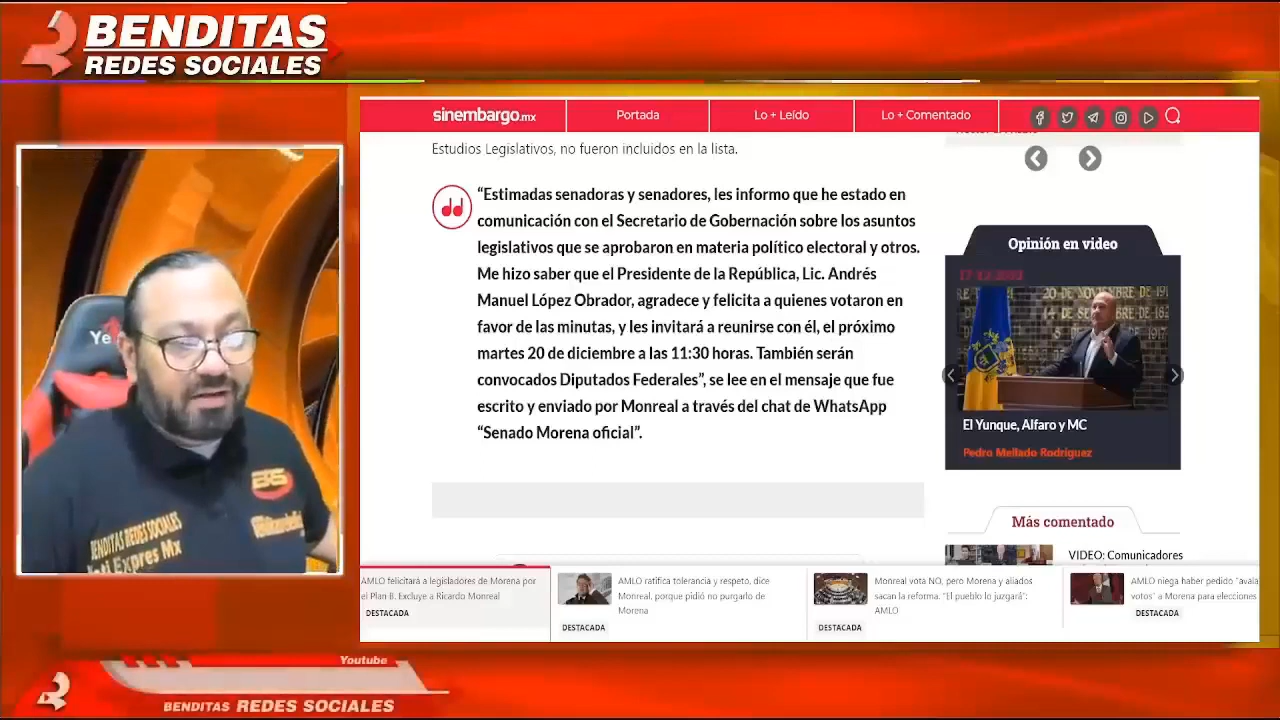 BENDITAS
REDES SOCIALES
sinembargo.mx
Portada
Lo + Leído
Lo + Comentado
Estudios Legislativos, no fueron incluidos en la lista.
“Estimadas senadoras y senadores, les informo que he estado en
comunicación con el Secretario de Gobernación sobre los asuntos
legislativos que se aprobaron en materia político electoral y otros.
Me hizo saber que el Presidente de la República, Lic. Andrés
Manuel López Obrador, agradece y felicita a quienes votaron en
favor de las minutas, y les invitará a reunirse con él, el próximo
martes 20 de diciembre a las 11:30 horas. También serán
convocados Diputados Federales”, se lee en el mensaje que fue
escrito y enviado por Monreal a través del chat de WhatsApp
“Senado Morena oficial”.
Opinión en video
El Yunque, Alfaro y MC
Pedro Mellado Rodríguez
Más comentado
VIDEO: Comunicadores
AMLO felicitará a legisladores de Morena por
el Plan B. Excluye a Ricardo Monreal
DESTACADA
AMLO ratifica tolerancia y respeto, dice
Monreal, porque pidió no purgarlo de
Morena
DESTACADA
Monreal vota NO, pero Morena y aliados
sacan la reforma. “El pueblo lo juzgará”:
AMLO
DESTACADA
AMLO niega haber pedido “avala
votos” a Morena para elecciones
DESTACADA
Ye
BENDITAS REDES SOCIALES
Expres Mx
Youtube
BENDITAS REDES SOCIALES